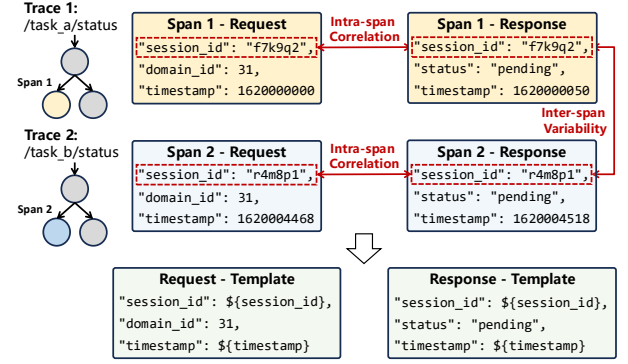 Trace 1:
/task_a/status
Span 1
Span 1 - Request
"session_id": "f7k9q2",
"domain_id": 31,
"timestamp": 1620000000
Intra-span
Correlation
Span 1 - Response
"session_id": "f7k9q2",
"status": "pending",
"timestamp": 1620000050
Inter-span
Variability
Trace 2:
/task_b/status
Span 2
Span 2 - Request
"session_id": "r4m8p1",
"domain_id": 31,
"timestamp": 1620004468
Intra-span
Correlation
Span 2 - Response
"session_id": "r4m8p1",
"status": "pending",
"timestamp": 1620004518
Request - Template
"session_id": ${session_id},
"domain_id": 31,
"timestamp": ${timestamp}
Response - Template
"session_id": ${session_id},
"status": "pending",
"timestamp": ${timestamp}